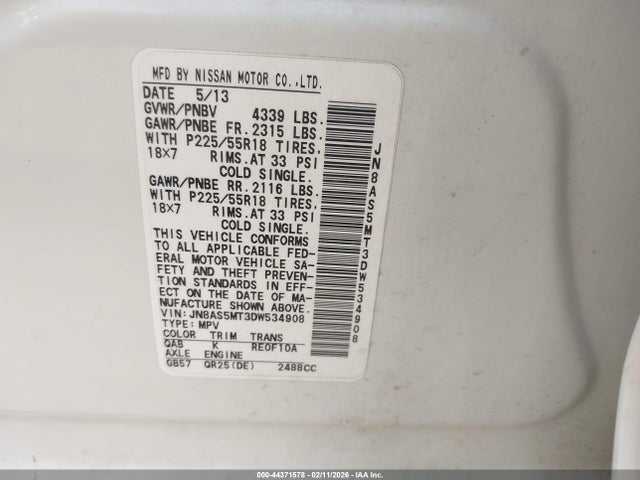 MFD BY NISSAN MOTOR CO.,LTD.
DATE 5/13
GVWR/PNBV 4339 LBS.
GAWR/PNBE FR. 2315 LBS.
WITH P225/55R18 TIRES.
18×7 RIMS.AT 33 PSI
COLD SINGLE.
GAWR/PNBE RR. 2116 LBS.
WITH P225/55R18 TIRES.
18×7 RIMS.AT 33 PSI
COLD SINGLE.
THIS VEHICLE CONFORMS
TO ALL APPLICABLE FED-
ERAL MOTOR VEHICLE SA-
FETY AND THEFT PREVEN-
TION STANDARDS IN EFF-
ECT ON THE DATE OF MA-
NUFACTURE SHOWN ABOVE.
VIN: JN8AS5MT3DW534908
TYPE: MPV
COLOR TRIM TRANS
QAB K RE0F10A
AXLE ENGINE
GB57 QR25(DE) 2488CC
JN8AS5MT3DW534908
000-44371578 - 02/11/2026 - IAA Inc.